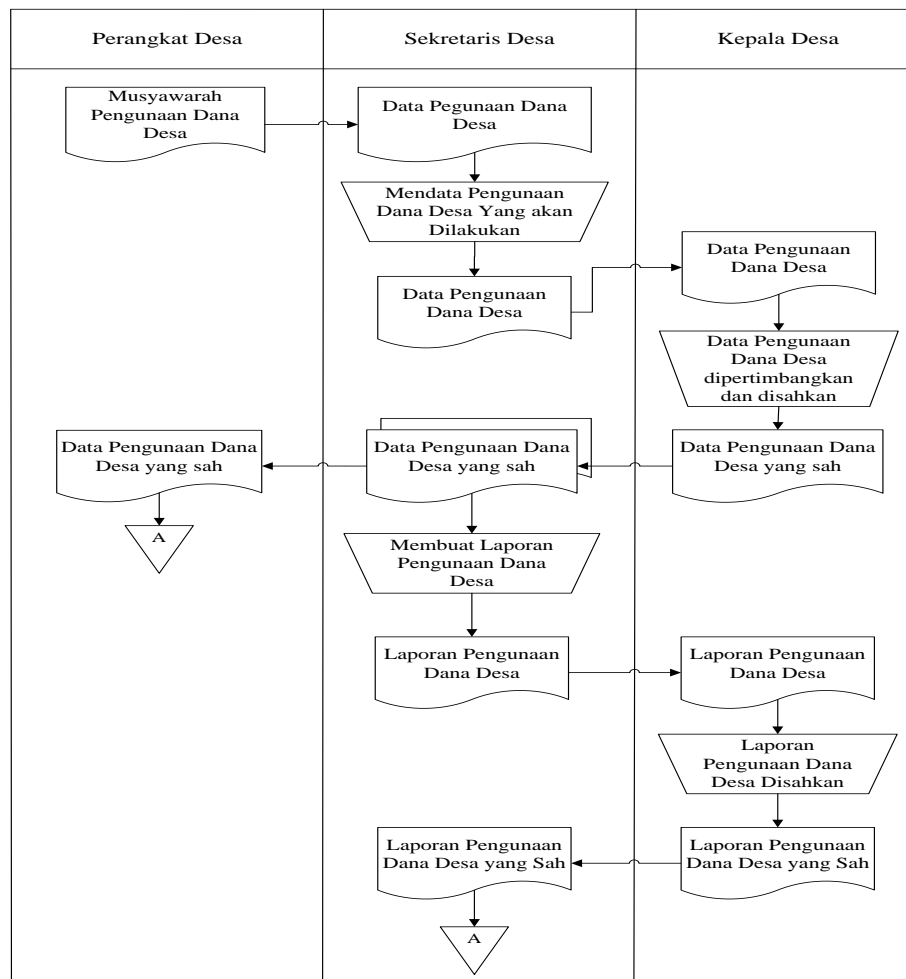 Perangkat Desa
Sekretaris Desa
Kepala Desa
Musyawarah
Pengunaan Dana
Desa
Data Pegunaan Dana
Desa
Mendata Pengunaan
Dana Desa Yang akan
Dilakukan
Data Pengunaan
Dana Desa
Data Pengunaan
Dana Desa
Data Pengunaan
Dana Desa
dipertimbangkan
dan disahkan
Data Pengunaan Dana
Desa yang sah
Data Pengunaan Dana
Desa yang sah
Data Pengunaan Dana
Desa yang sah
A
Membuat Laporan
Pengunaan Dana
Desa
Laporan Pengunaan
Dana Desa
Laporan Pengunaan
Dana Desa
Laporan
Pengunaan Dana
Desa Disahkan
Laporan Pengunaan
Dana Desa yang Sah
Laporan Pengunaan
Dana Desa yang Sah
A